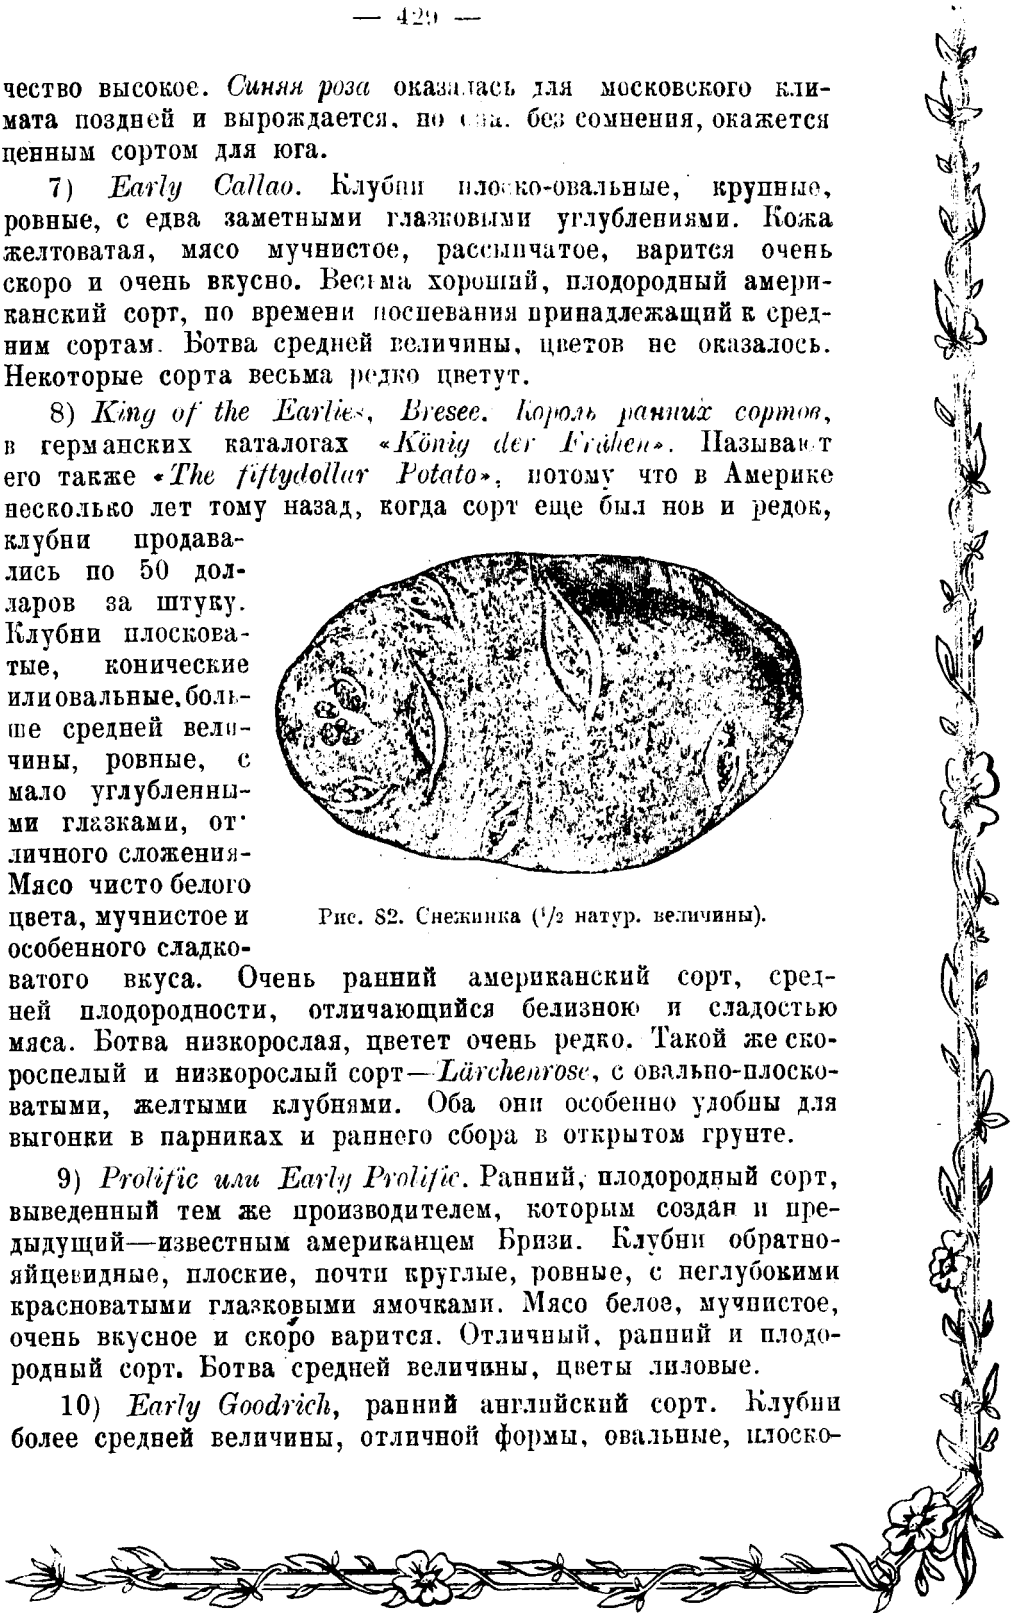 — 429 —
чество высокое. Синяя роза оказалась для московского кли-
мата поздней и вырождается, но она, без сомнения, окажется
ценным сортом для юга.
7) Early Callao. Клубни плоско-овальные, крупные,
ровные, с едва заметными глазковыми углублениями. Кожа
желтоватая, мясо мучнистое, рассыпчатое, варится очень
скоро и очень вкусно. Весьма хороший, плодородный амери-
канский сорт, по времени поспевания принадлежащий к сред-
ним сортам. Ботва средней величины, цветов не оказалось.
Некоторые сорта весьма редко цветут.
8) King of the Earlies, Bresee. Король ранних сортов,
в германских каталогах «König der Frühen». Называют
его также «The fiftydollar Potato», потому что в Америке
несколько лет тому назад, когда сорт еще был нов и редок,
клубни продава-
лись по 50 дол-
ларов за штуку.
Клубни плоскова-
тые, конические
или овальные, боль-
ше средней вели-
чины, ровные, с
мало углубленны-
ми глазками, от-
личного сложения-
Мясо чисто белого
цвета, мучнистое и
особенного сладко-
Рис. 82. Снежинка (1/2 натур. величины).
ватого вкуса. Очень ранний американский сорт, сред-
ней плодородности, отличающийся белизною и сладостью
мяса. Ботва низкорослая, цветет очень редко. Такой же ско-
роспелый и низкорослый сорт—Lärchenrose, с овально-плоско-
ватыми, желтыми клубнями. Оба они особенно удобны для
выгонки в парниках и раннего сбора в открытом грунте.
9) Prolific или Early Prolific. Ранний, плодородный сорт,
выведенный тем же производителем, которым создан и пре-
дыдущий—известным американцем Бризи. Клубни обратно-
яйцевидные, плоские, почти круглые, ровные, с неглубокими
красноватыми глазковыми ямочками. Мясо белое, мучнистое,
очень вкусное и скоро варится. Отличный, ранний и плодо-
родный сорт. Ботва средней величины, цветы лиловые.
10) Early Goodrich, ранний английский сорт. Клубни
более средней величины, отличной формы, овальные, плоско-